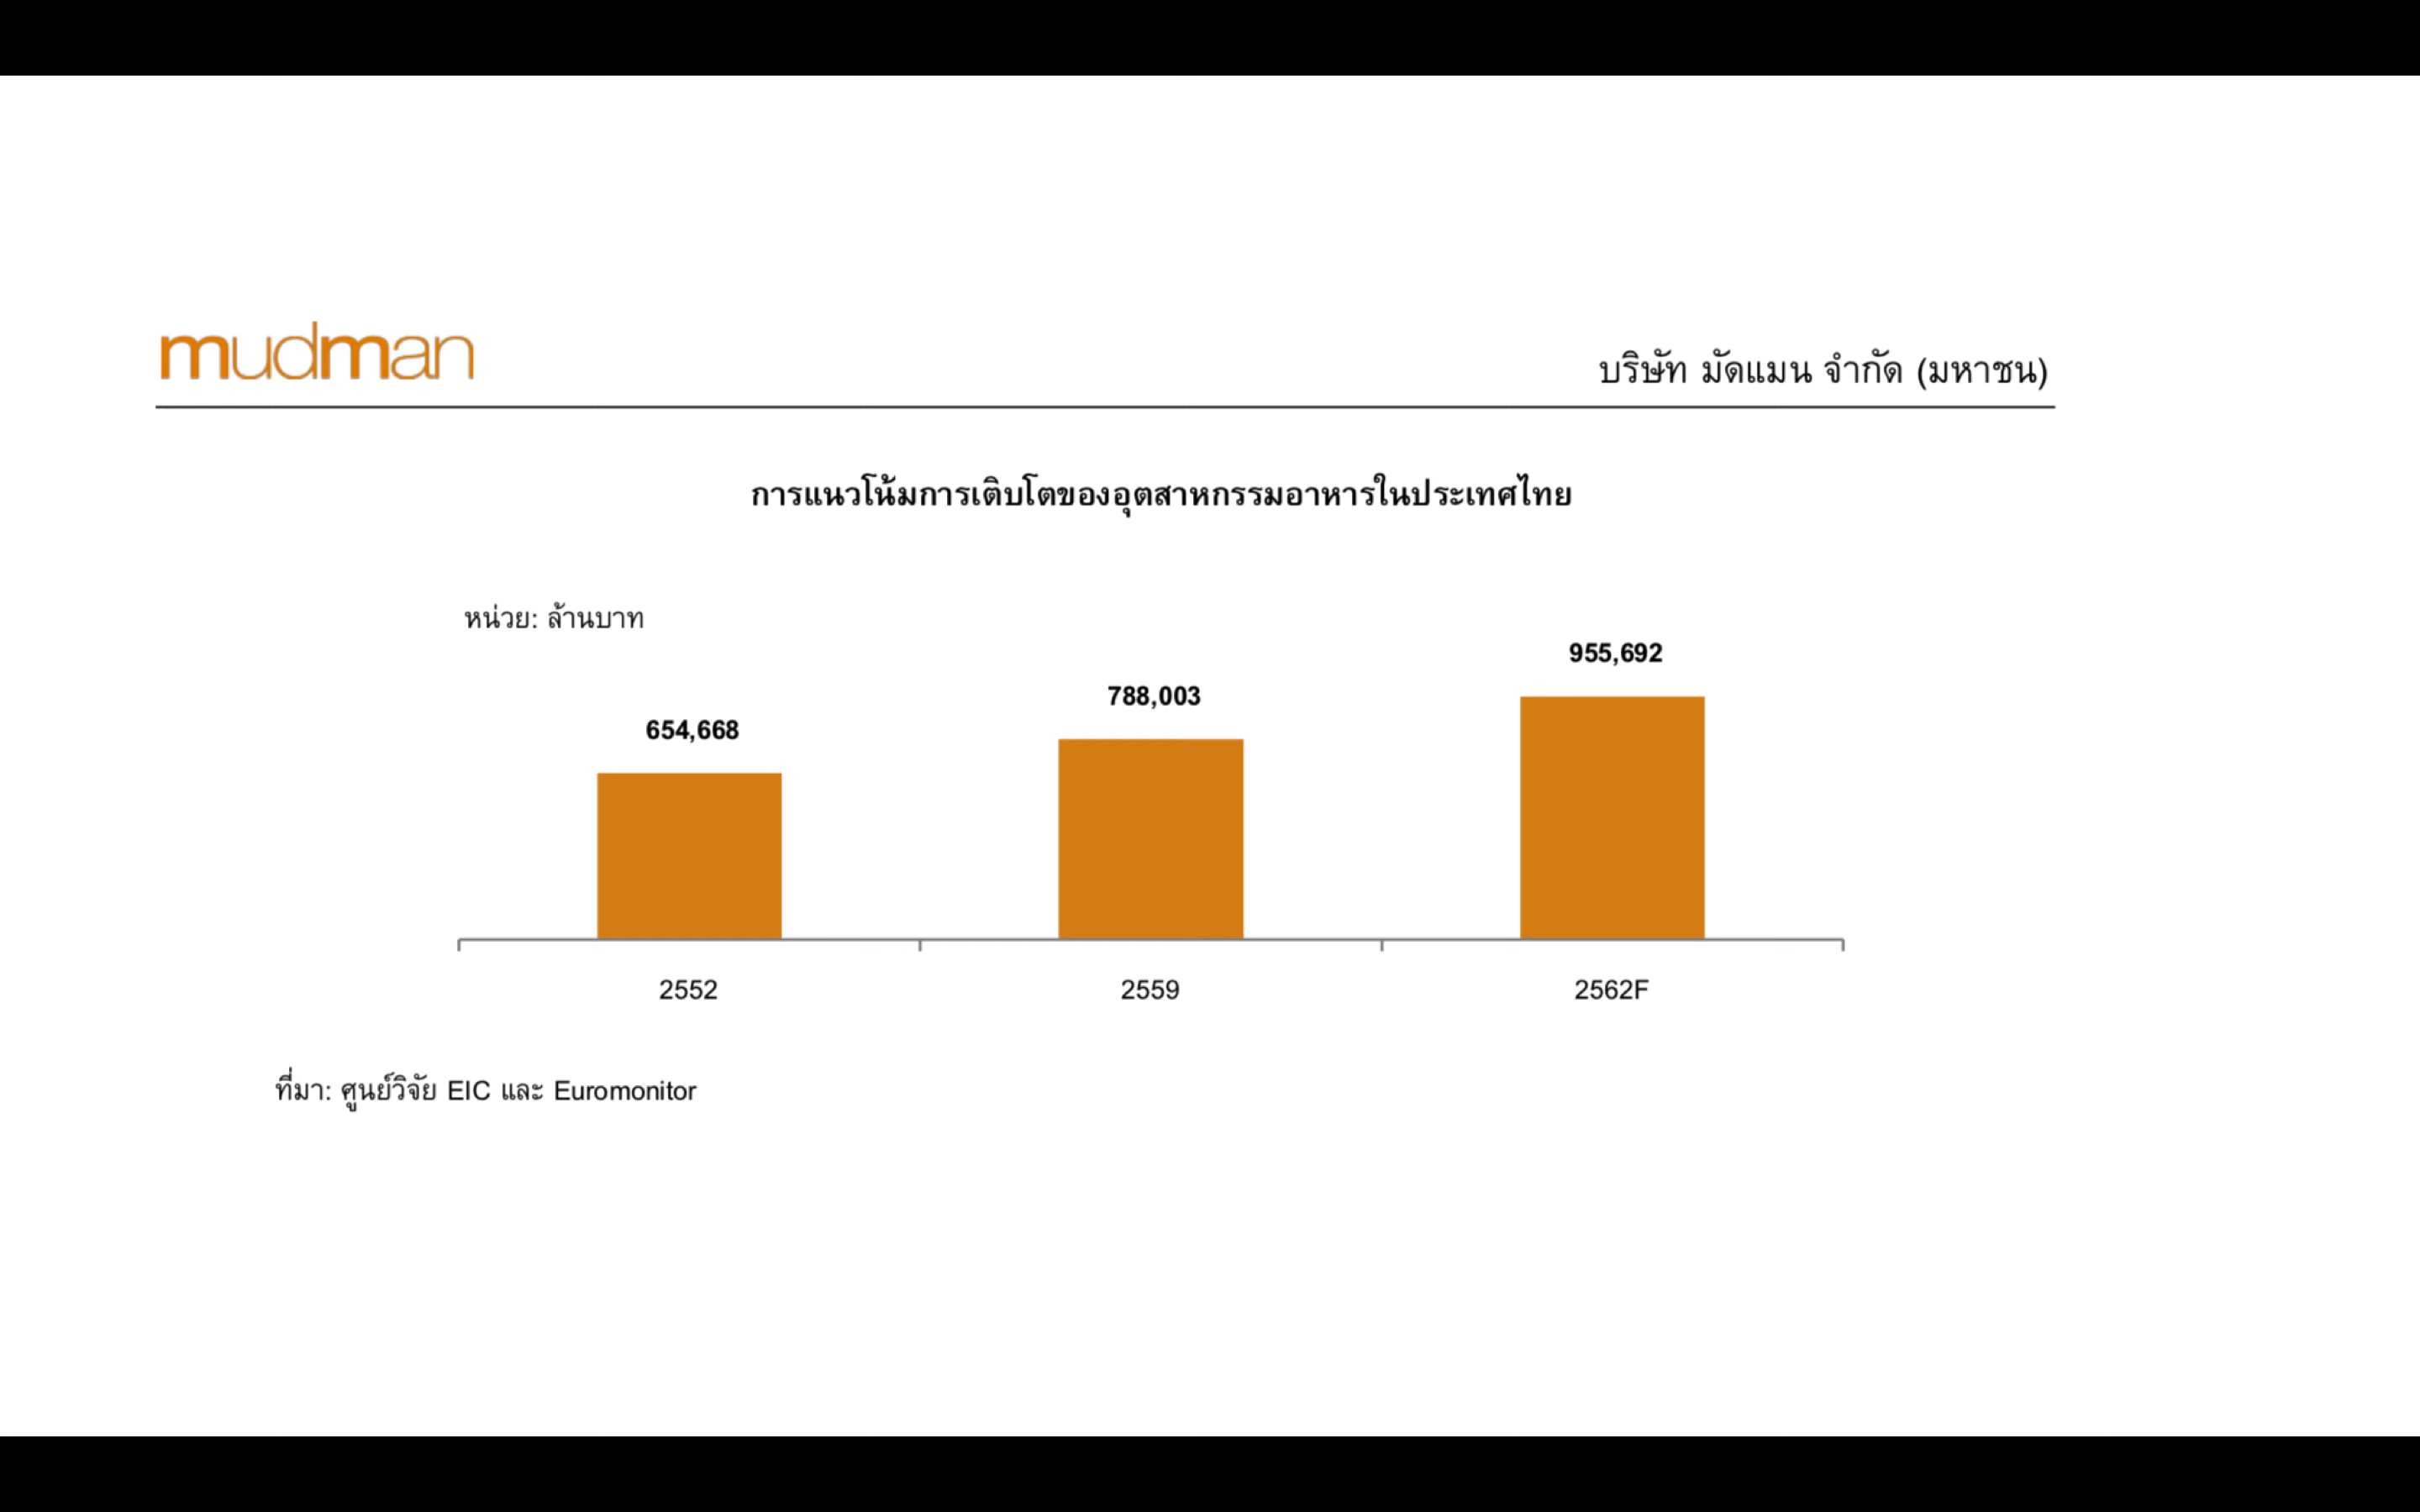 mudman
บริษัท มัดแมน จำกัด (มหาชน)
การแนวโน้มการเติบโตของอุตสาหกรรมอาหารในประเทศไทย
หน่วย: ล้านบาท
654,668
788,003
955,692
2552
2559
2562F
ที่มา: ศูนย์วิจัย EIC และ Euromonitor